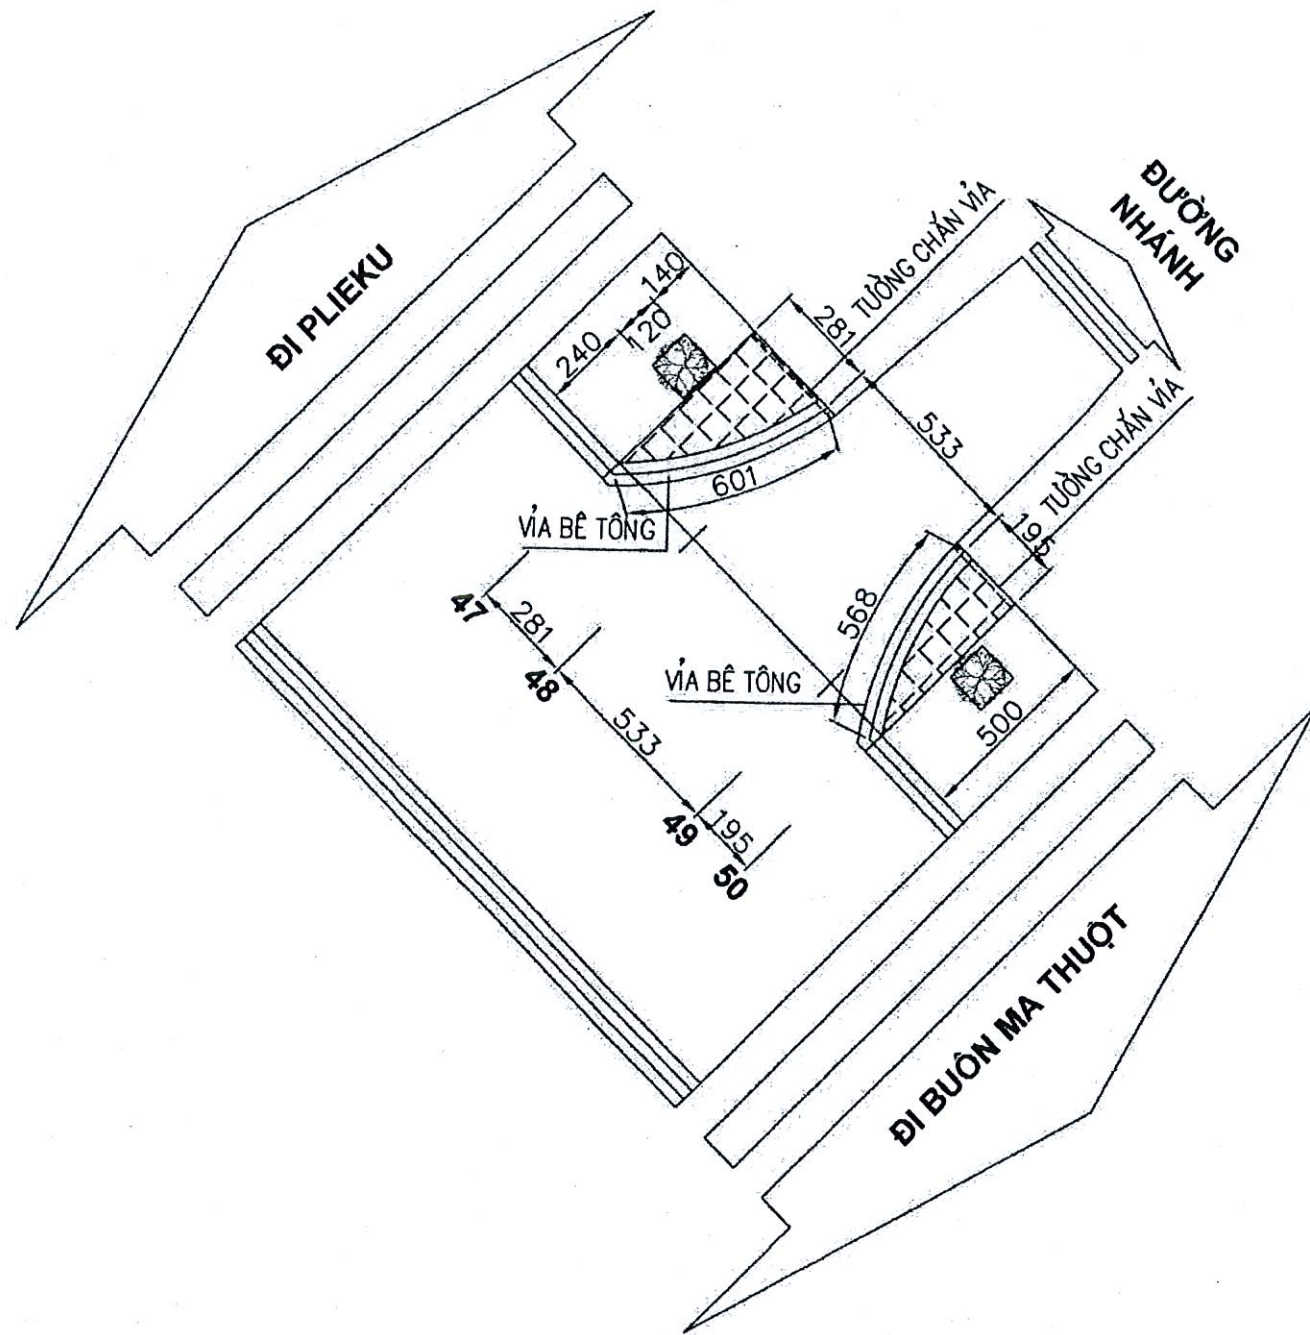 ĐƯỜNG
NHÁNH
ĐI PLIEKU
140
120
240
281
TƯỜNG CHẮN VỈA
533
601
VỈA BÊ TÔNG
195
TƯỜNG CHẮN VỈA
568
VỈA BÊ TÔNG
500
47
281
48
533
49
195
50
ĐI BUÔN MA THUỘT